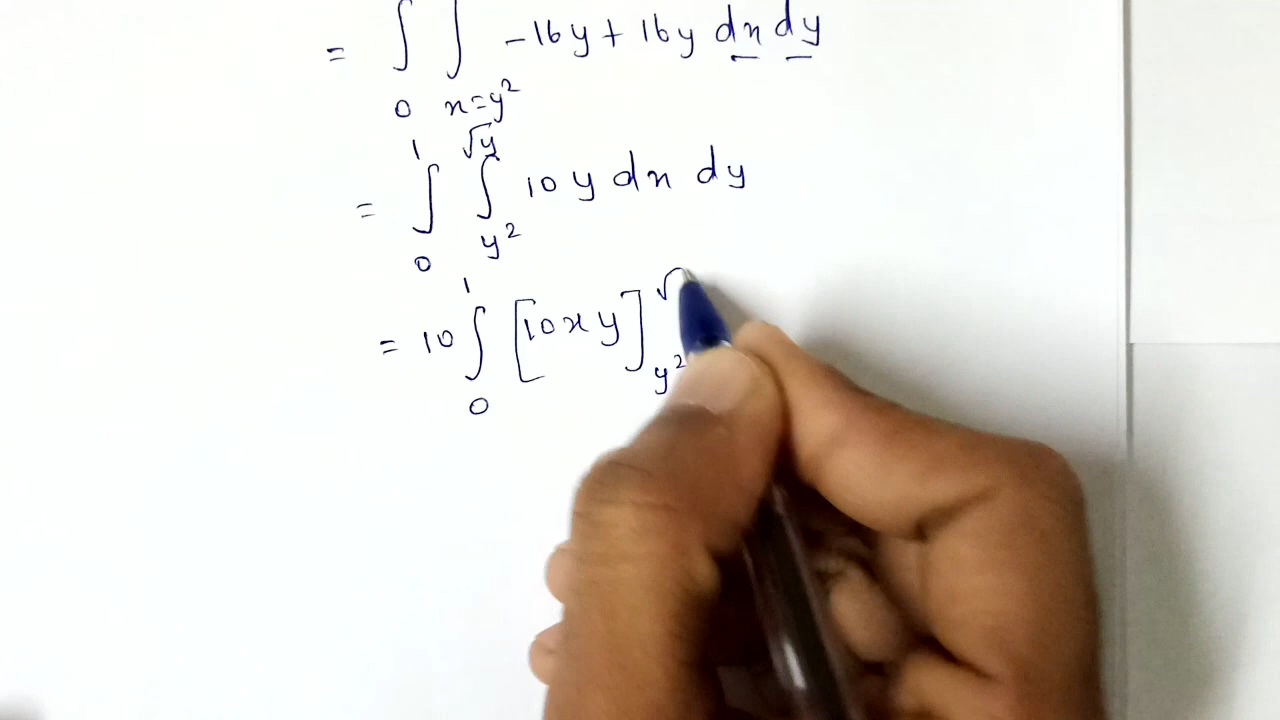 = ∫ ∫ -16y + 16y dx dy
0 x=y²
1 √y
= ∫ ∫ 10 y dx dy
0 y²
1
= 10 ∫ [10xy] √
y²
0